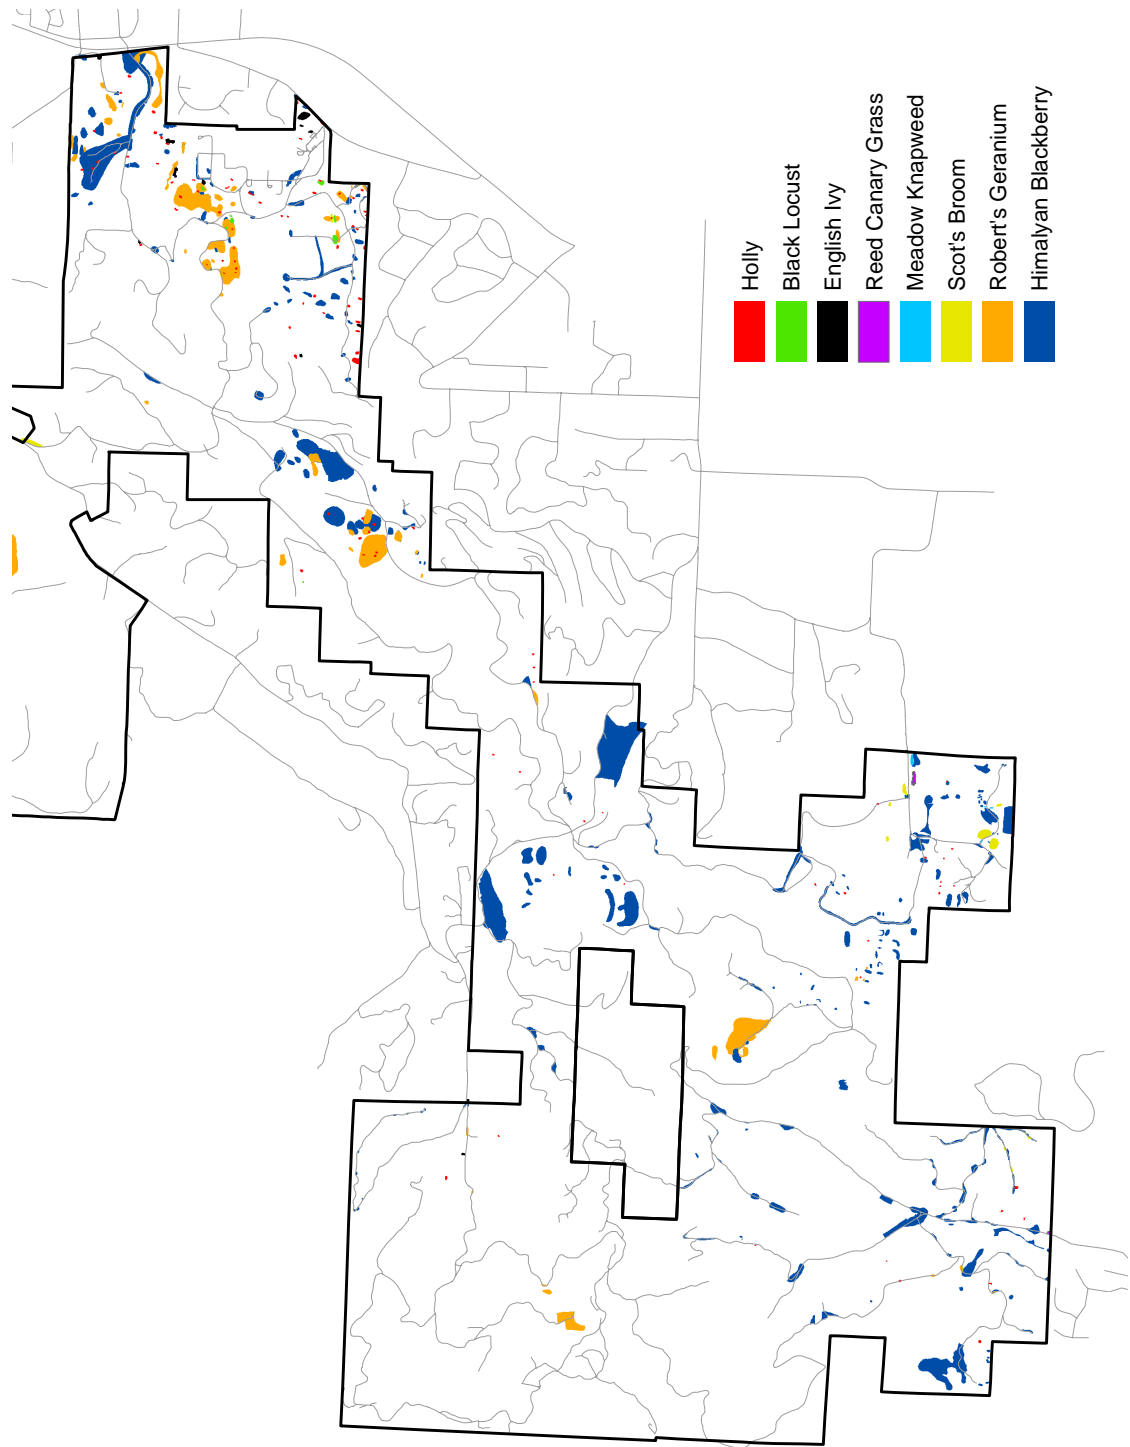 Holly
Black Locust
English Ivy
Reed Canary Grass
Meadow Knapweed
Scot's Broom
Robert's Geranium
Himalyan Blackberry